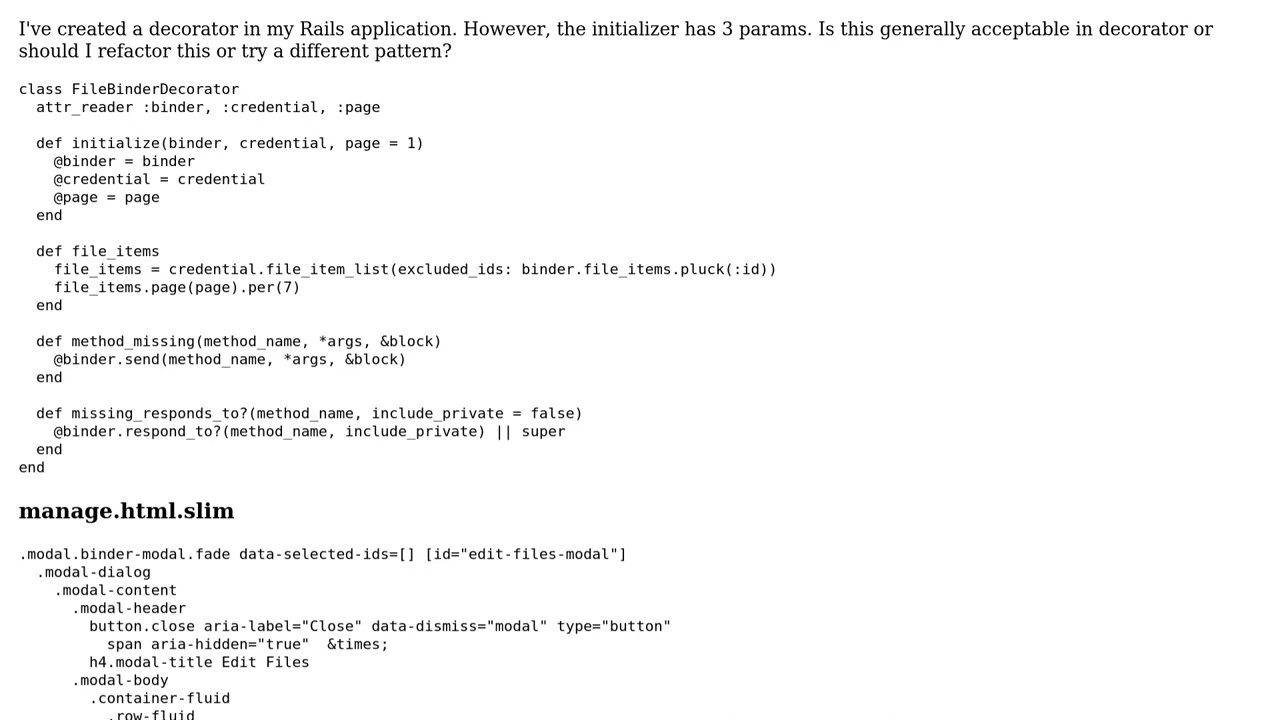 I've created a decorator in my Rails application. However, the initializer has 3 params. Is this generally acceptable in decorator or
should I refactor this or try a different pattern?
class FileBinderDecorator
  attr_reader :binder, :credential, :page

  def initialize(binder, credential, page = 1)
    @binder = binder
    @credential = credential
    @page = page
  end

  def file_items
    file_items = credential.file_item_list(excluded_ids: binder.file_items.pluck(:id))
    file_items.page(page).per(7)
  end

  def method_missing(method_name, *args, &block)
    @binder.send(method_name, *args, &block)
  end

  def missing_responds_to?(method_name, include_private = false)
    @binder.respond_to?(method_name, include_private) || super
  end
end
manage.html.slim
.modal.binder-modal.fade data-selected-ids=[] [id="edit-files-modal"]
  .modal-dialog
    .modal-content
      .modal-header
        button.close aria-label="Close" data-dismiss="modal" type="button"
          span aria-hidden="true"  &times;
        h4.modal-title Edit Files
      .modal-body
        .container-fluid
          .row-fluid